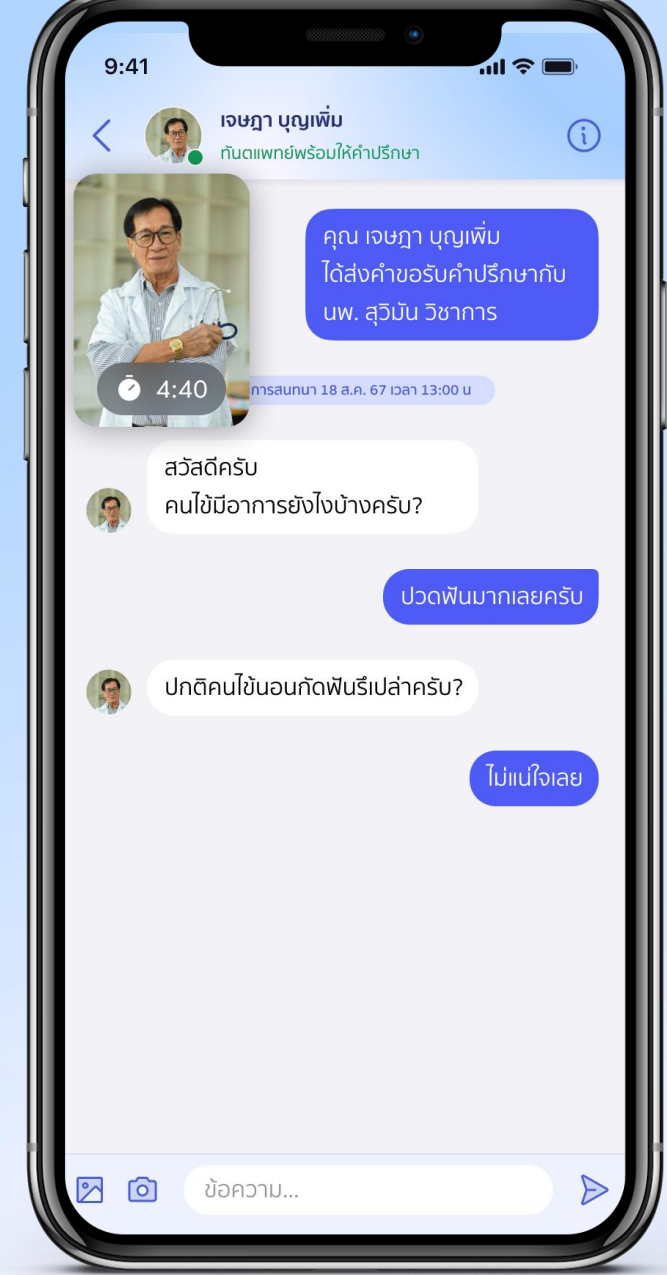 9:41
เจษฎา บุญเพิ่ม
ทันตแพทย์พร้อมให้คำปรึกษา
คุณ เจษฎา บุญเพิ่ม
ได้ส่งคำขอรับคำปรึกษากับ
นพ. สุวิมัน วิชาการ
4:40
การสนทนา 18 ส.ค. 67 เวลา 13:00 น
สวัสดีครับ
คนไข้มีอาการยังไงบ้างครับ?
ปวดฟันมากเลยครับ
ปกติคนไข้นอนกัดฟันรึเปล่าครับ?
ไม่แน่ใจเลย
ข้อความ...